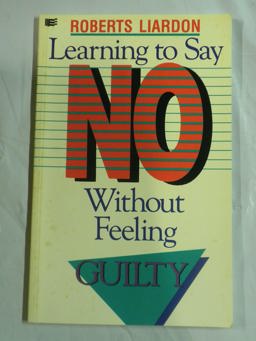 ROBERTS LIARDON
Learning to Say
NO
Without
Feeling
GUILTY